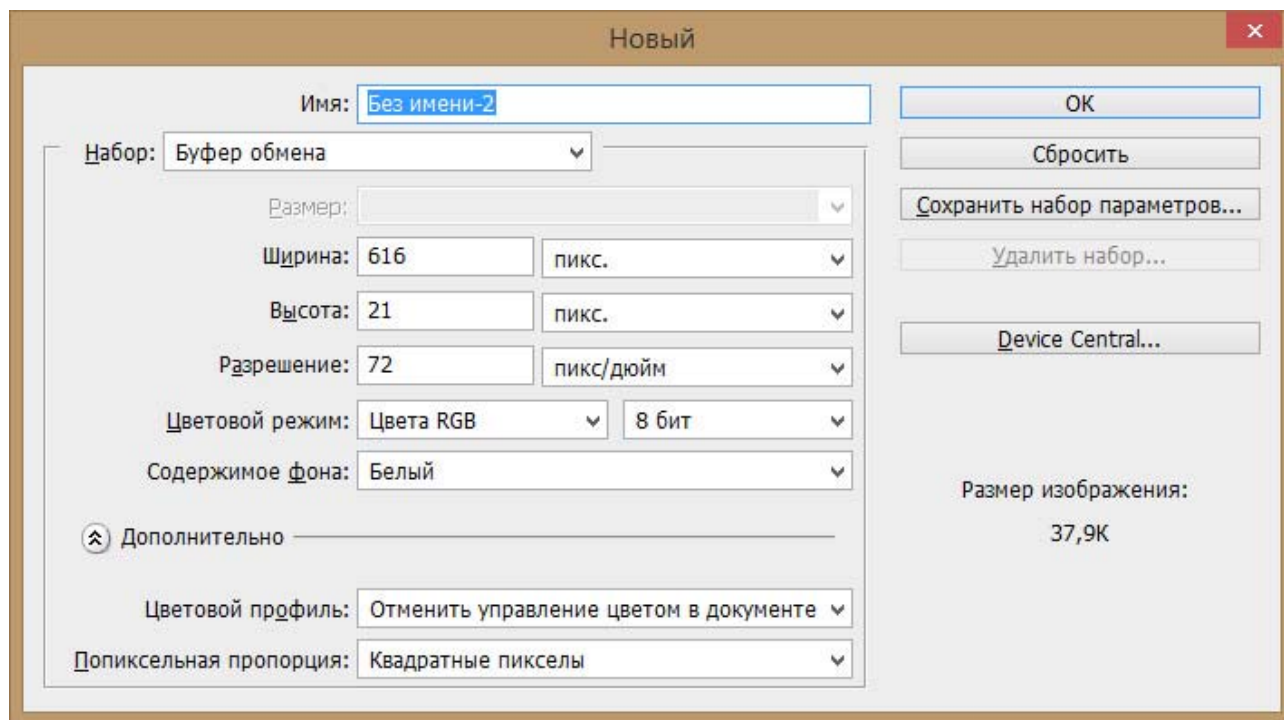 Новый
Имя: Без имени-2
OK
Набор: Буфер обмена
Сбросить
Размер:
Сохранить набор параметров...
Ширина: 616 пикс.
Удалить набор...
Высота: 21 пикс.
Device Central...
Разрешение: 72 пикс/дюйм
Цветовой режим: Цвета RGB 8 бит
Содержимое фона: Белый
Размер изображения:
37,9K
Дополнительно
Цветовой профиль: Отменить управление цветом в документе
Попиксельная пропорция: Квадратные пикселы